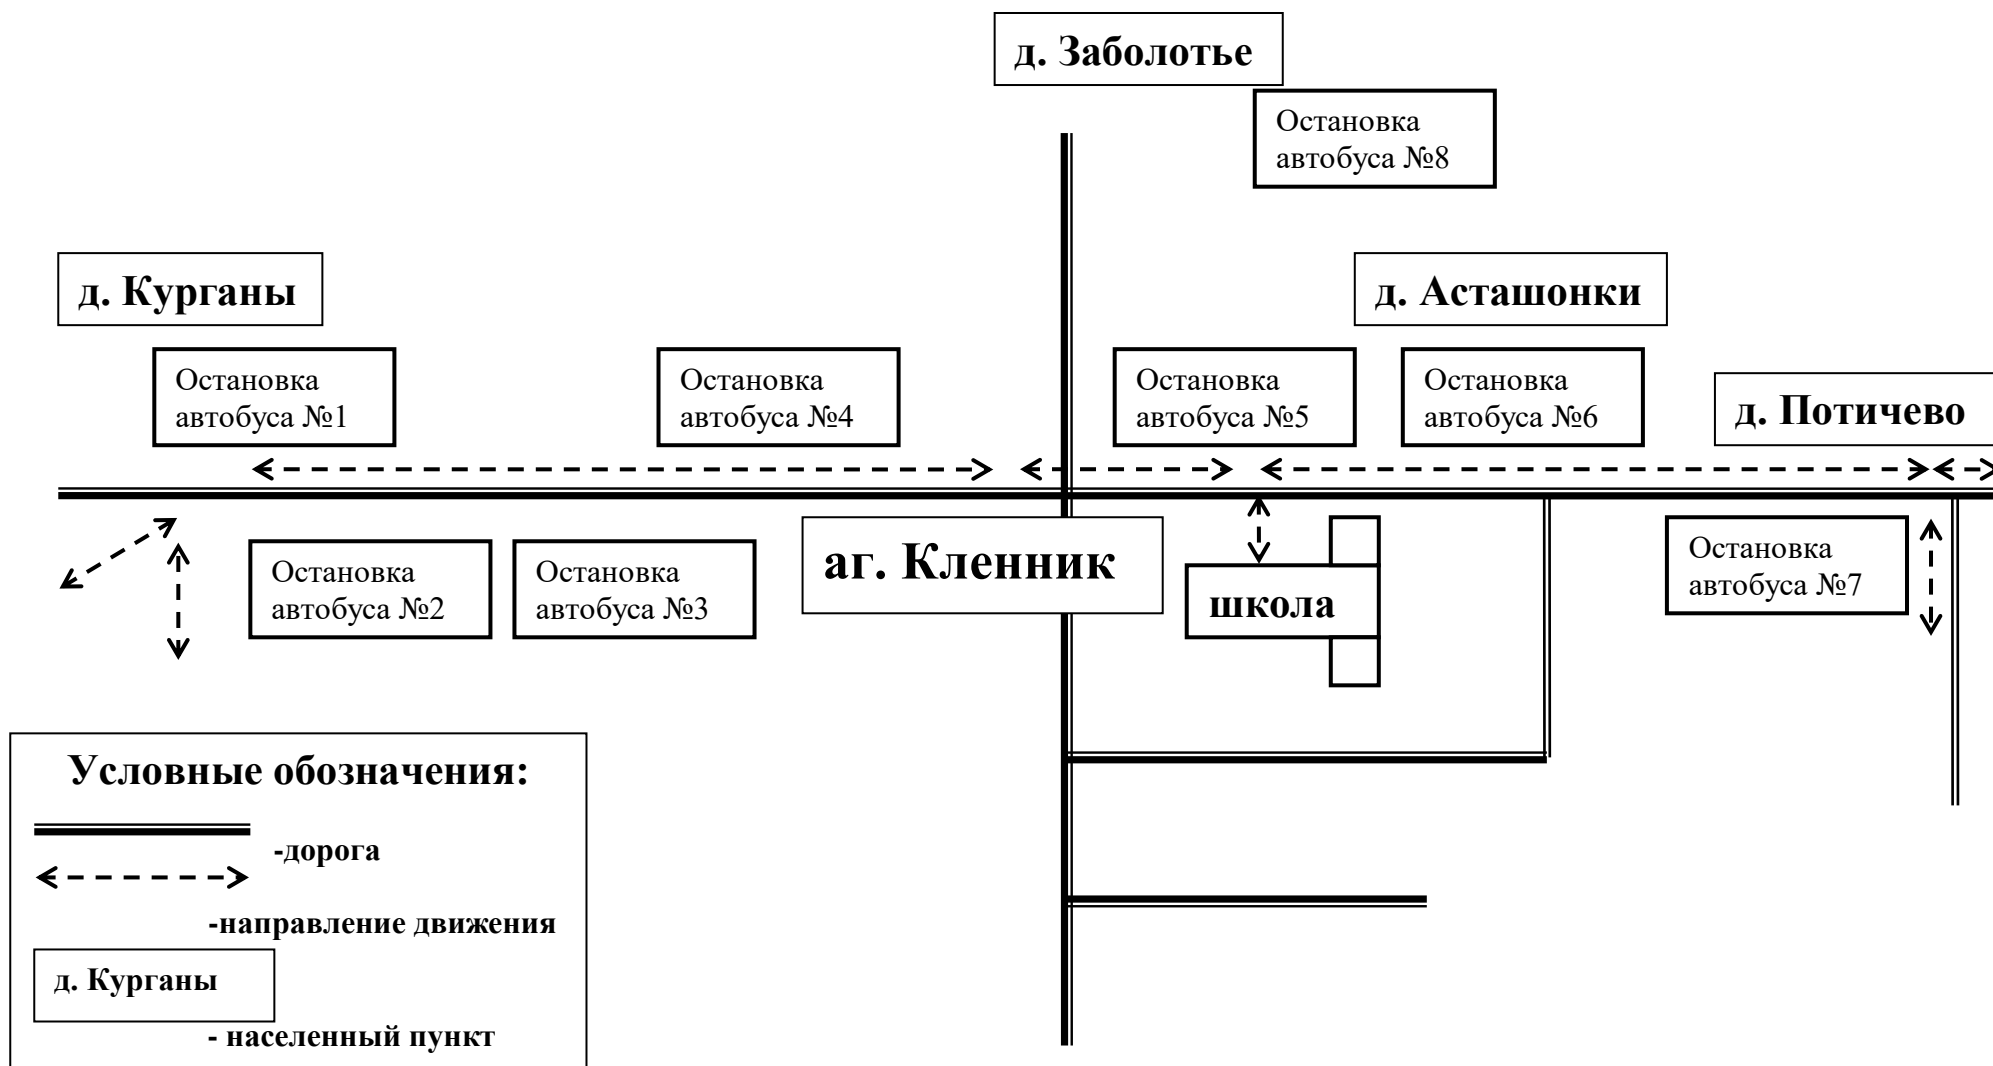 д. Заболотье
Остановка
автобуса №8
д. Курганы
д. Асташонки
Остановка
автобуса №1
Остановка
автобуса №4
Остановка
автобуса №5
Остановка
автобуса №6
д. Потичево
Остановка
автобуса №2
Остановка
автобуса №3
аг. Кленник
школа
Остановка
автобуса №7
Условные обозначения:
-дорога
-направление движения
д. Курганы
- населенный пункт